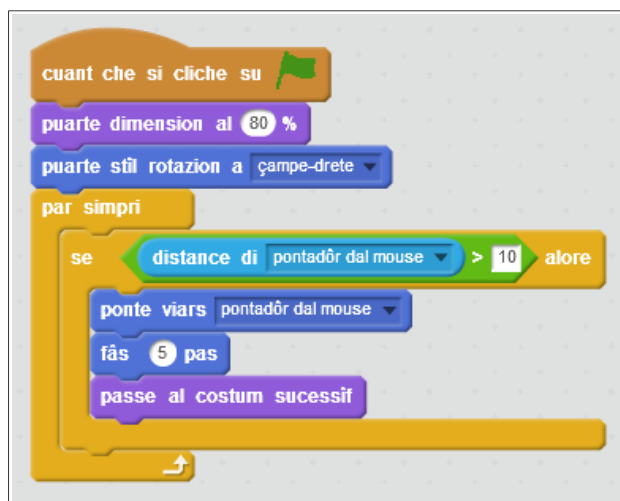 cuant che si cliche su
puarte dimension al 80 %
puarte stîl rotazion a çampe-drete
par simpri
se distance di pontadôr dal mouse > 10 alore
ponte viars pontadôr dal mouse
fâs 5 pas
passe al costum sucessîf